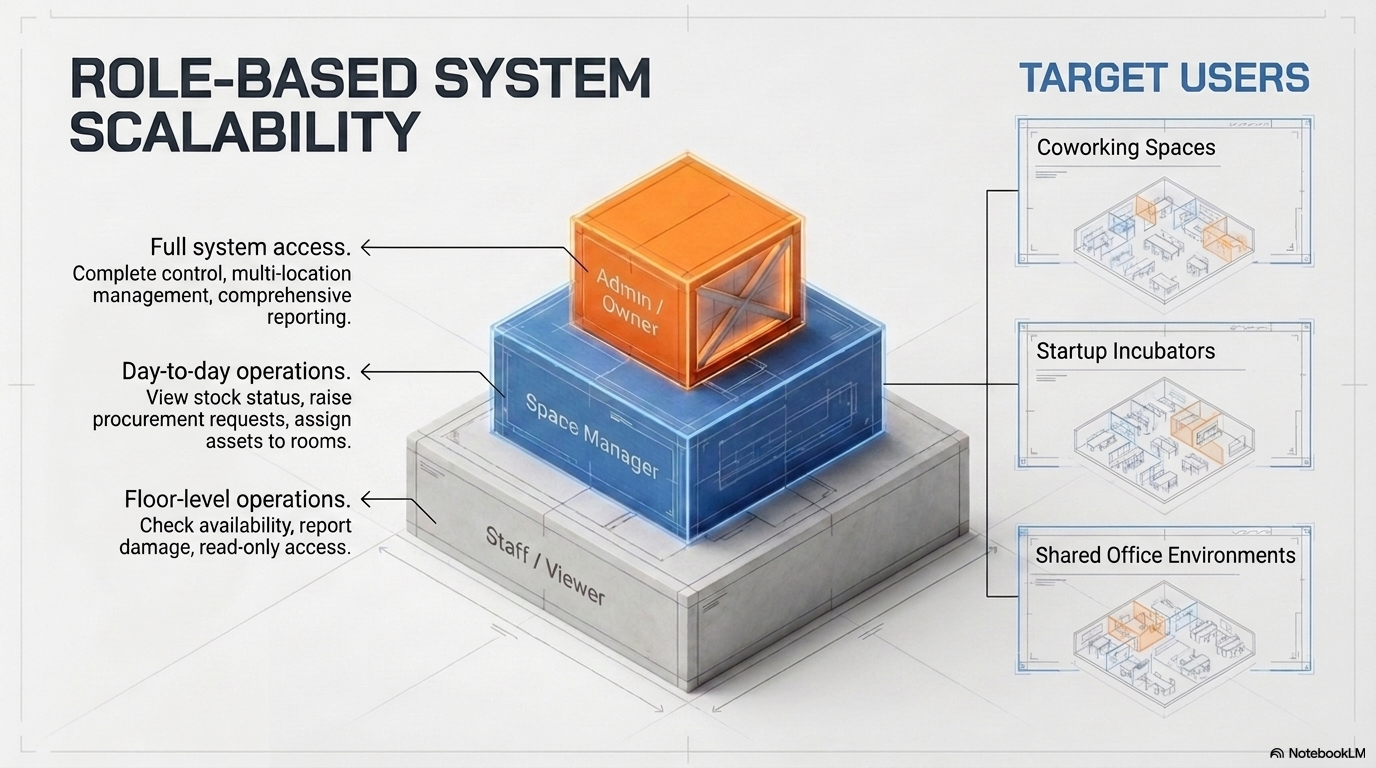 ROLE-BASED SYSTEM
SCALABILITY
Full system access.
Complete control, multi-location
management, comprehensive
reporting.
Day-to-day operations.
View stock status, raise
procurement requests, assign
assets to rooms.
Floor-level operations.
Check availability, report
damage, read-only access.
Admin /
Owner
Space Manager
Staff / Viewer
TARGET USERS
Coworking Spaces
Startup Incubators
Shared Office Environments
NotebookLM